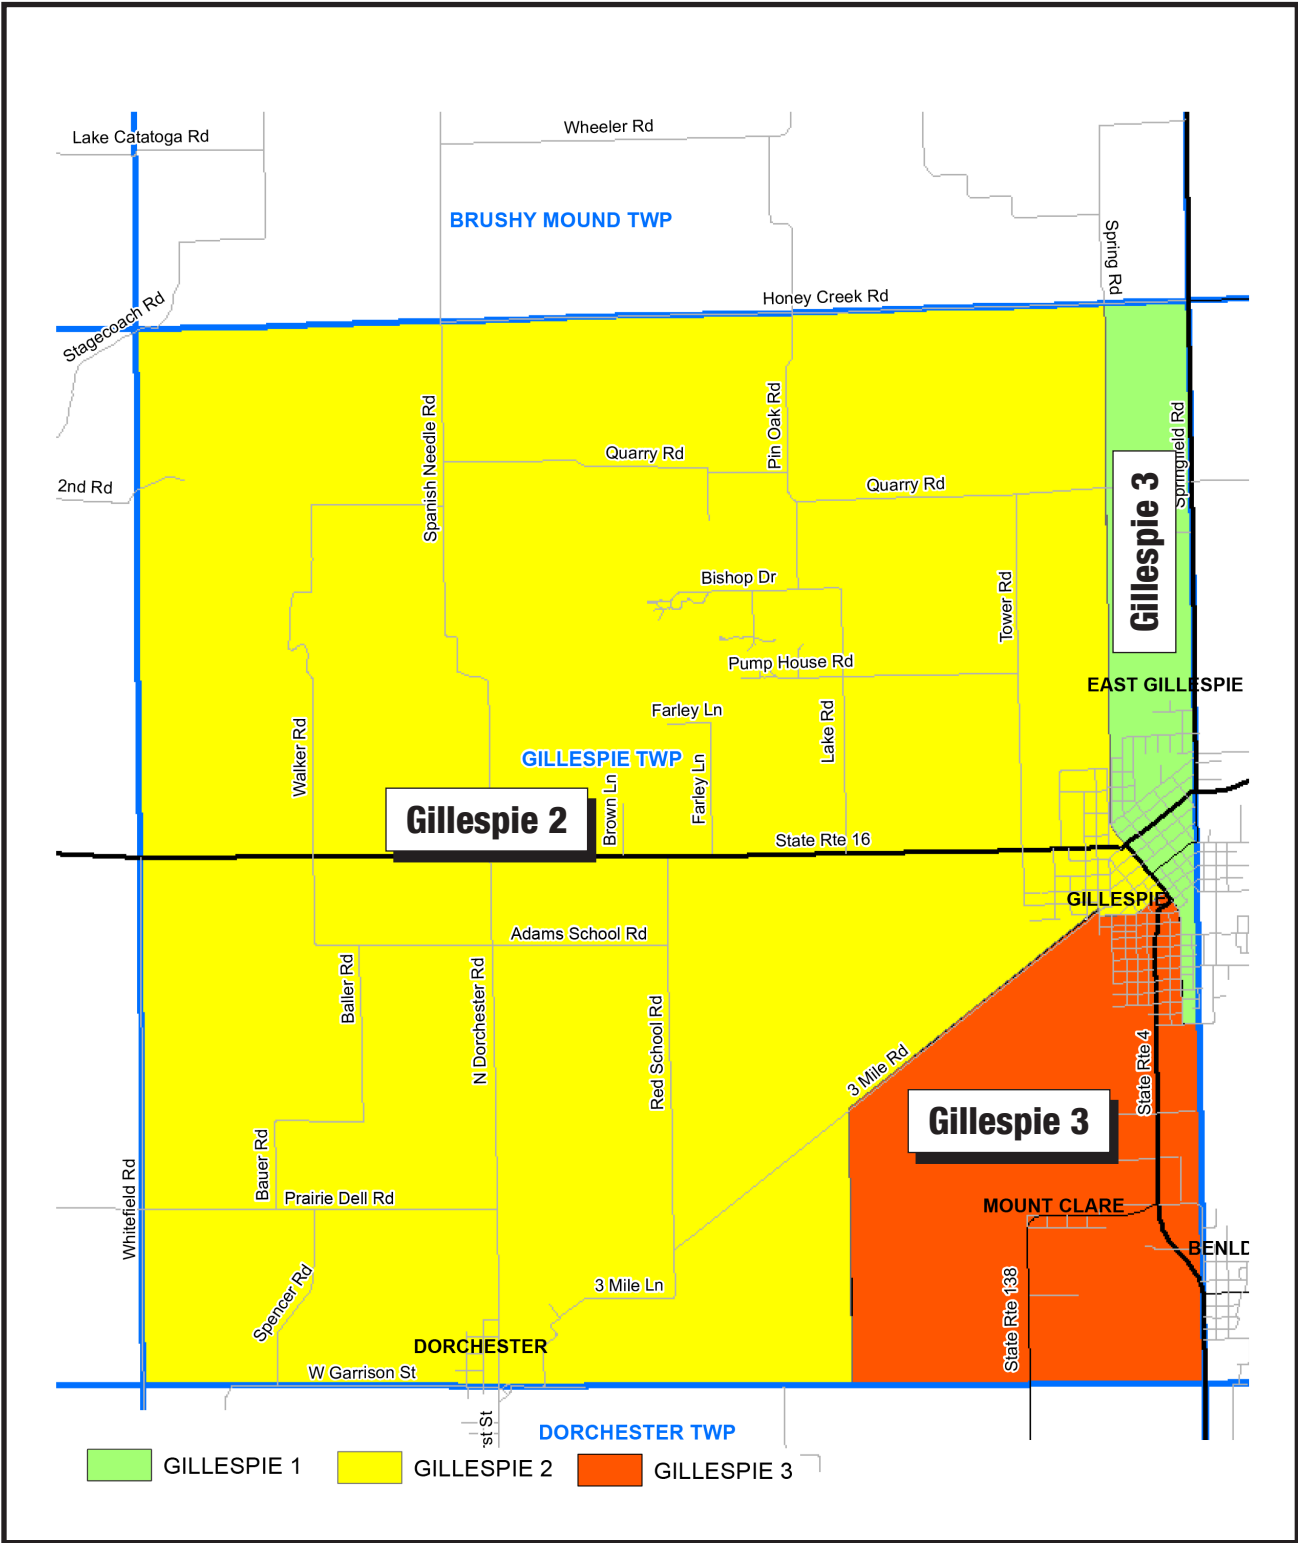 Lake Catatoga Rd
Wheeler Rd
BRUSHY MOUND TWP
Spring Rd
Honey Creek Rd
Stagecoach Rd
Spanish Needle Rd
Pin Oak Rd
Springfield Rd
Quarry Rd
2nd Rd
Quarry Rd
Gillespie 3
Bishop Dr
Tower Rd
Pump House Rd
EAST GILLESPIE
Farley Ln
Lake Rd
Walker Rd
GILLESPIE TWP
Farley Ln
Brown Ln
Gillespie 2
State Rte 16
GILLESPIE
Adams School Rd
Baller Rd
N Dorchester Rd
Red School Rd
3 Mile Rd
State Rte 4
Gillespie 3
Bauer Rd
Whitefield Rd
Prairie Dell Rd
MOUNT CLARE
BENLD
Spencer Rd
3 Mile Ln
State Rte 138
DORCHESTER
W Garrison St
st St
DORCHESTER TWP
GILLESPIE 1
GILLESPIE 2
GILLESPIE 3